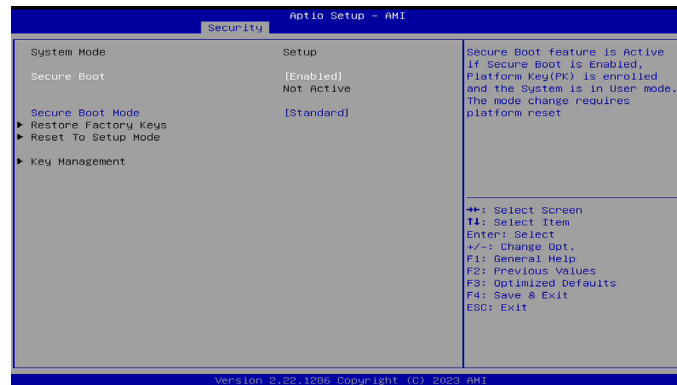 Aptio Setup – AMI
Security
System Mode Setup
Secure Boot [Enabled]
Not Active
Secure Boot Mode [Standard]
▶ Restore Factory Keys
▶ Reset To Setup Mode
▶ Key Management
Secure Boot feature is Active
if Secure Boot is Enabled,
Platform Key(PK) is enrolled
and the System is in User mode.
The mode change requires
platform reset
→←: Select Screen
↑↓: Select Item
Enter: Select
+/-: Change Opt.
F1: General Help
F2: Previous Values
F3: Optimized Defaults
F4: Save & Exit
ESC: Exit
Version 2.22.1286 Copyright (C) 2023 AMI